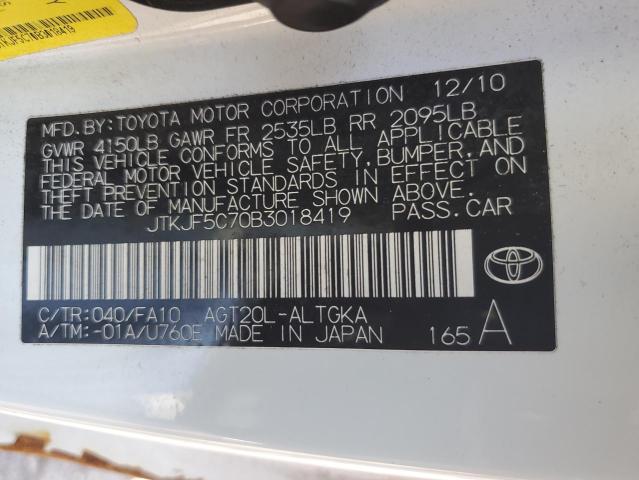 JF5C70B3018419
MFD.BY:TOYOTA MOTOR CORPORATION 12/10
GVWR 4150LB GAWR FR 2535LB RR 2095LB
THIS VEHICLE CONFORMS TO ALL APPLICABLE
FEDERAL MOTOR VEHICLE SAFETY,BUMPER,AND
THEFT PREVENTION STANDARDS IN EFFECT ON
THE DATE OF MANUFACTURE SHOWN ABOVE.
JTKJF5C70B3018419 PASS.CAR
C/TR:040/FA10 AGT20L-ALTGKA
A/TM:-01A/U760E MADE IN JAPAN 165 A